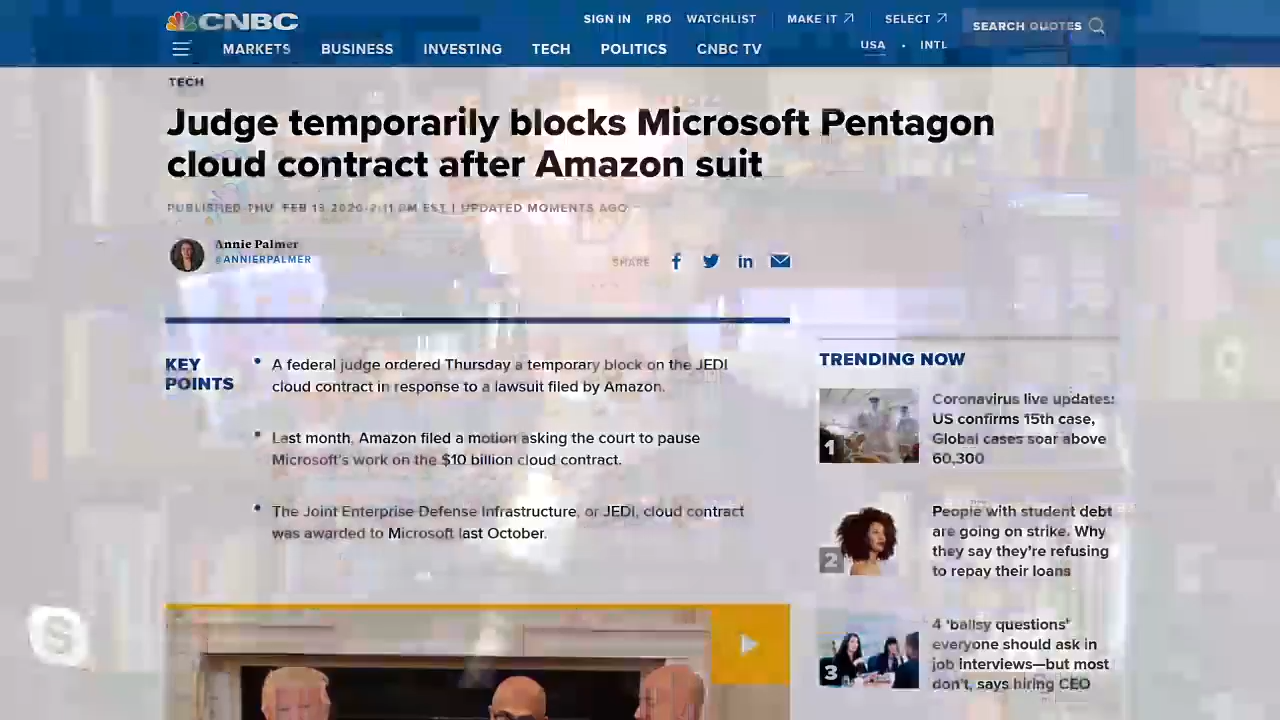 CNBC
SIGN IN PRO WATCHLIST MAKE IT SELECT
SEARCH QUOTES
MARKETS BUSINESS INVESTING TECH POLITICS CNBC TV
USA · INTL
TECH
Judge temporarily blocks Microsoft Pentagon
cloud contract after Amazon suit
PUBLISHED THU, FEB 13 2020 2:11 PM EST | UPDATED MOMENTS AGO
Annie Palmer
@ANNIERPALMER
SHARE
KEY
POINTS
• A federal judge ordered Thursday a temporary block on the JEDI
cloud contract in response to a lawsuit filed by Amazon.
• Last month, Amazon filed a motion asking the court to pause
Microsoft's work on the $10 billion cloud contract.
• The Joint Enterprise Defense Infrastructure, or JEDI, cloud contract
was awarded to Microsoft last October.
TRENDING NOW
1
Coronavirus live updates:
US confirms 15th case,
Global cases soar above
60,300
2
People with student debt
are going on strike. Why
they say they're refusing
to repay their loans
3
4 'ballsy questions'
everyone should ask in
job interviews—but most
don't, says hiring CEO
S